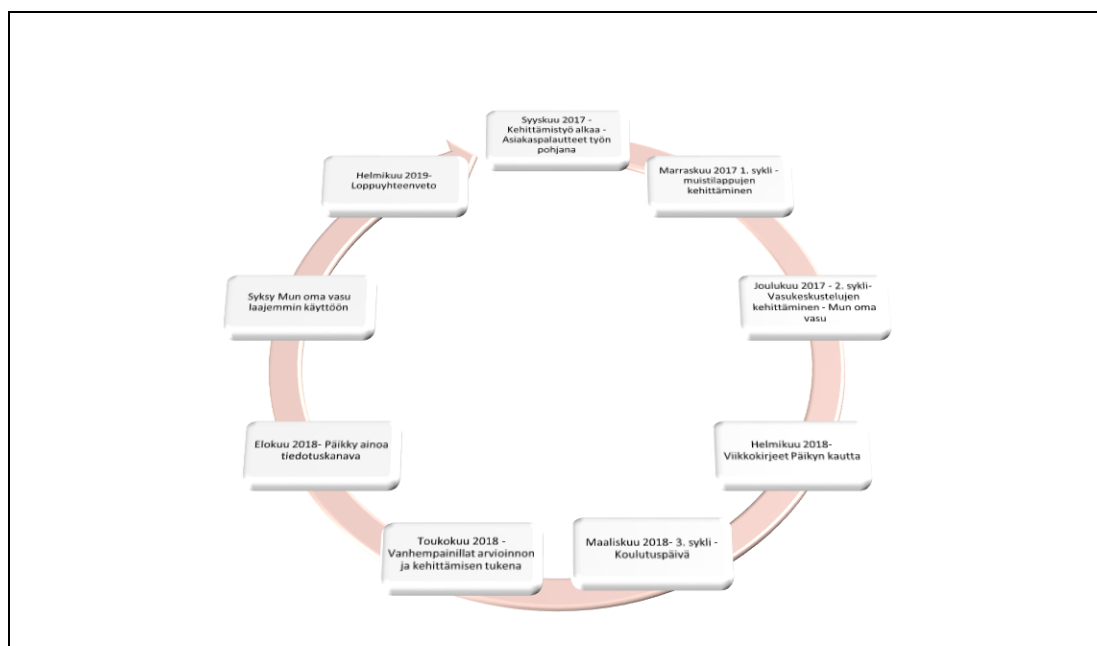 Syyskuu 2017 -
Kehittämistyö alkaa -
Asiakaspalautteet työn
pohjana
Marraskuu 2017 1. sykli -
muistilappujen
kehittäminen
Joulukuu 2017 - 2. sykli-
Vasukeskustelujen
kehittäminen - Mun oma
vasu
Helmikuu 2018-
Viikkokirjeet Päikyn kautta
Maaliskuu 2018- 3. sykli -
Koulutuspäivä
Toukokuu 2018 -
Vanhempainillat arvioinnon
ja kehittämisen tukena
Elokuu 2018- Päikky ainoa
tiedotuskanava
Syksy Mun oma vasu
laajemmin käyttöön
Helmikuu 2019-
Loppuyhteenveto